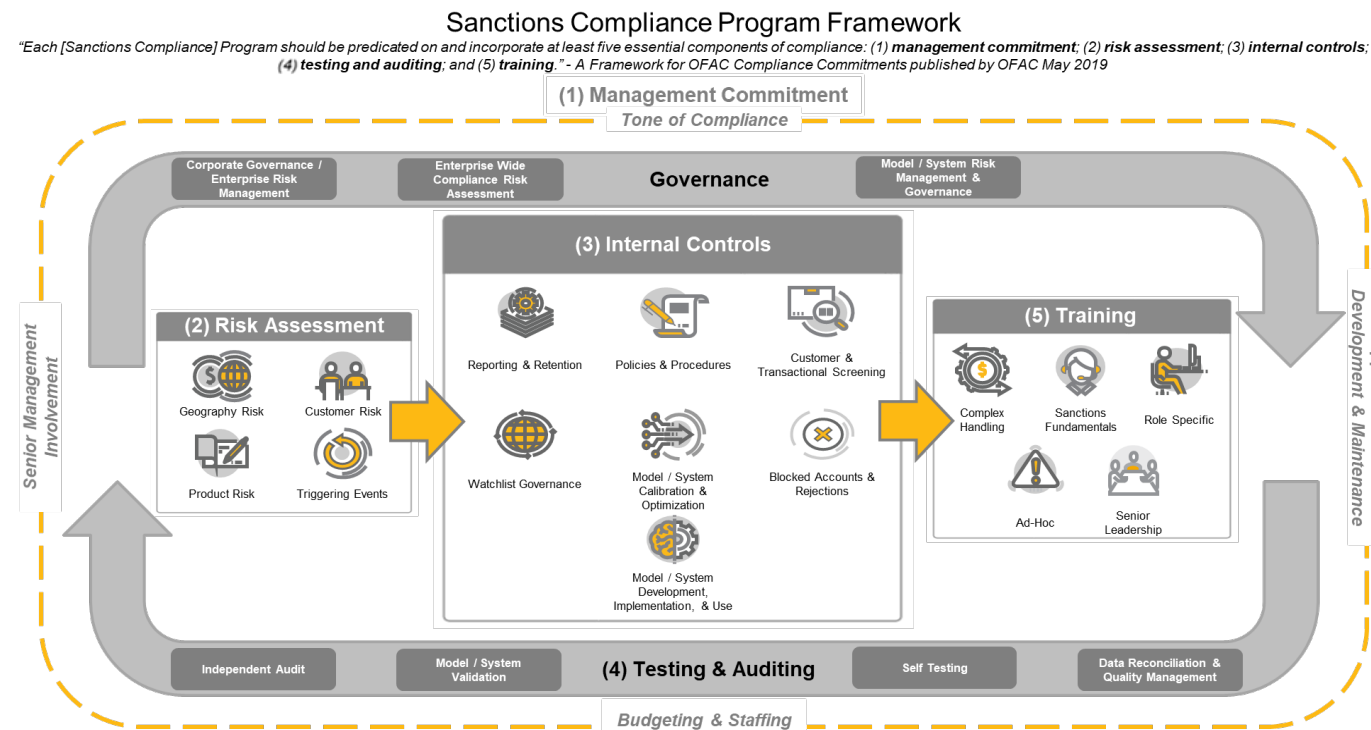 Sanctions Compliance Program Framework
“Each [Sanctions Compliance] Program should be predicated on and incorporate at least five essential components of compliance: (1) management commitment; (2) risk assessment; (3) internal controls;
(4) testing and auditing; and (5) training.” - A Framework for OFAC Compliance Commitments published by OFAC May 2019
(1) Management Commitment
Tone of Compliance
Corporate Governance /
Enterprise Risk
Management
Enterprise Wide
Compliance Risk
Assessment
Governance
Model / System Risk
Management &
Governance
Senior Management
Involvement
(2) Risk Assessment
Geography Risk
Customer Risk
Product Risk
Triggering Events
(3) Internal Controls
Reporting & Retention
Policies & Procedures
Customer &
Transactional Screening
Watchlist Governance
Model / System
Calibration &
Optimization
Blocked Accounts &
Rejections
Model / System
Development,
Implementation, & Use
(5) Training
Complex
Handling
Sanctions
Fundamentals
Role Specific
Ad-Hoc
Senior
Leadership
Development & Maintenance
Independent Audit
Model / System
Validation
(4) Testing & Auditing
Self Testing
Data Reconciliation &
Quality Management
Budgeting & Staffing